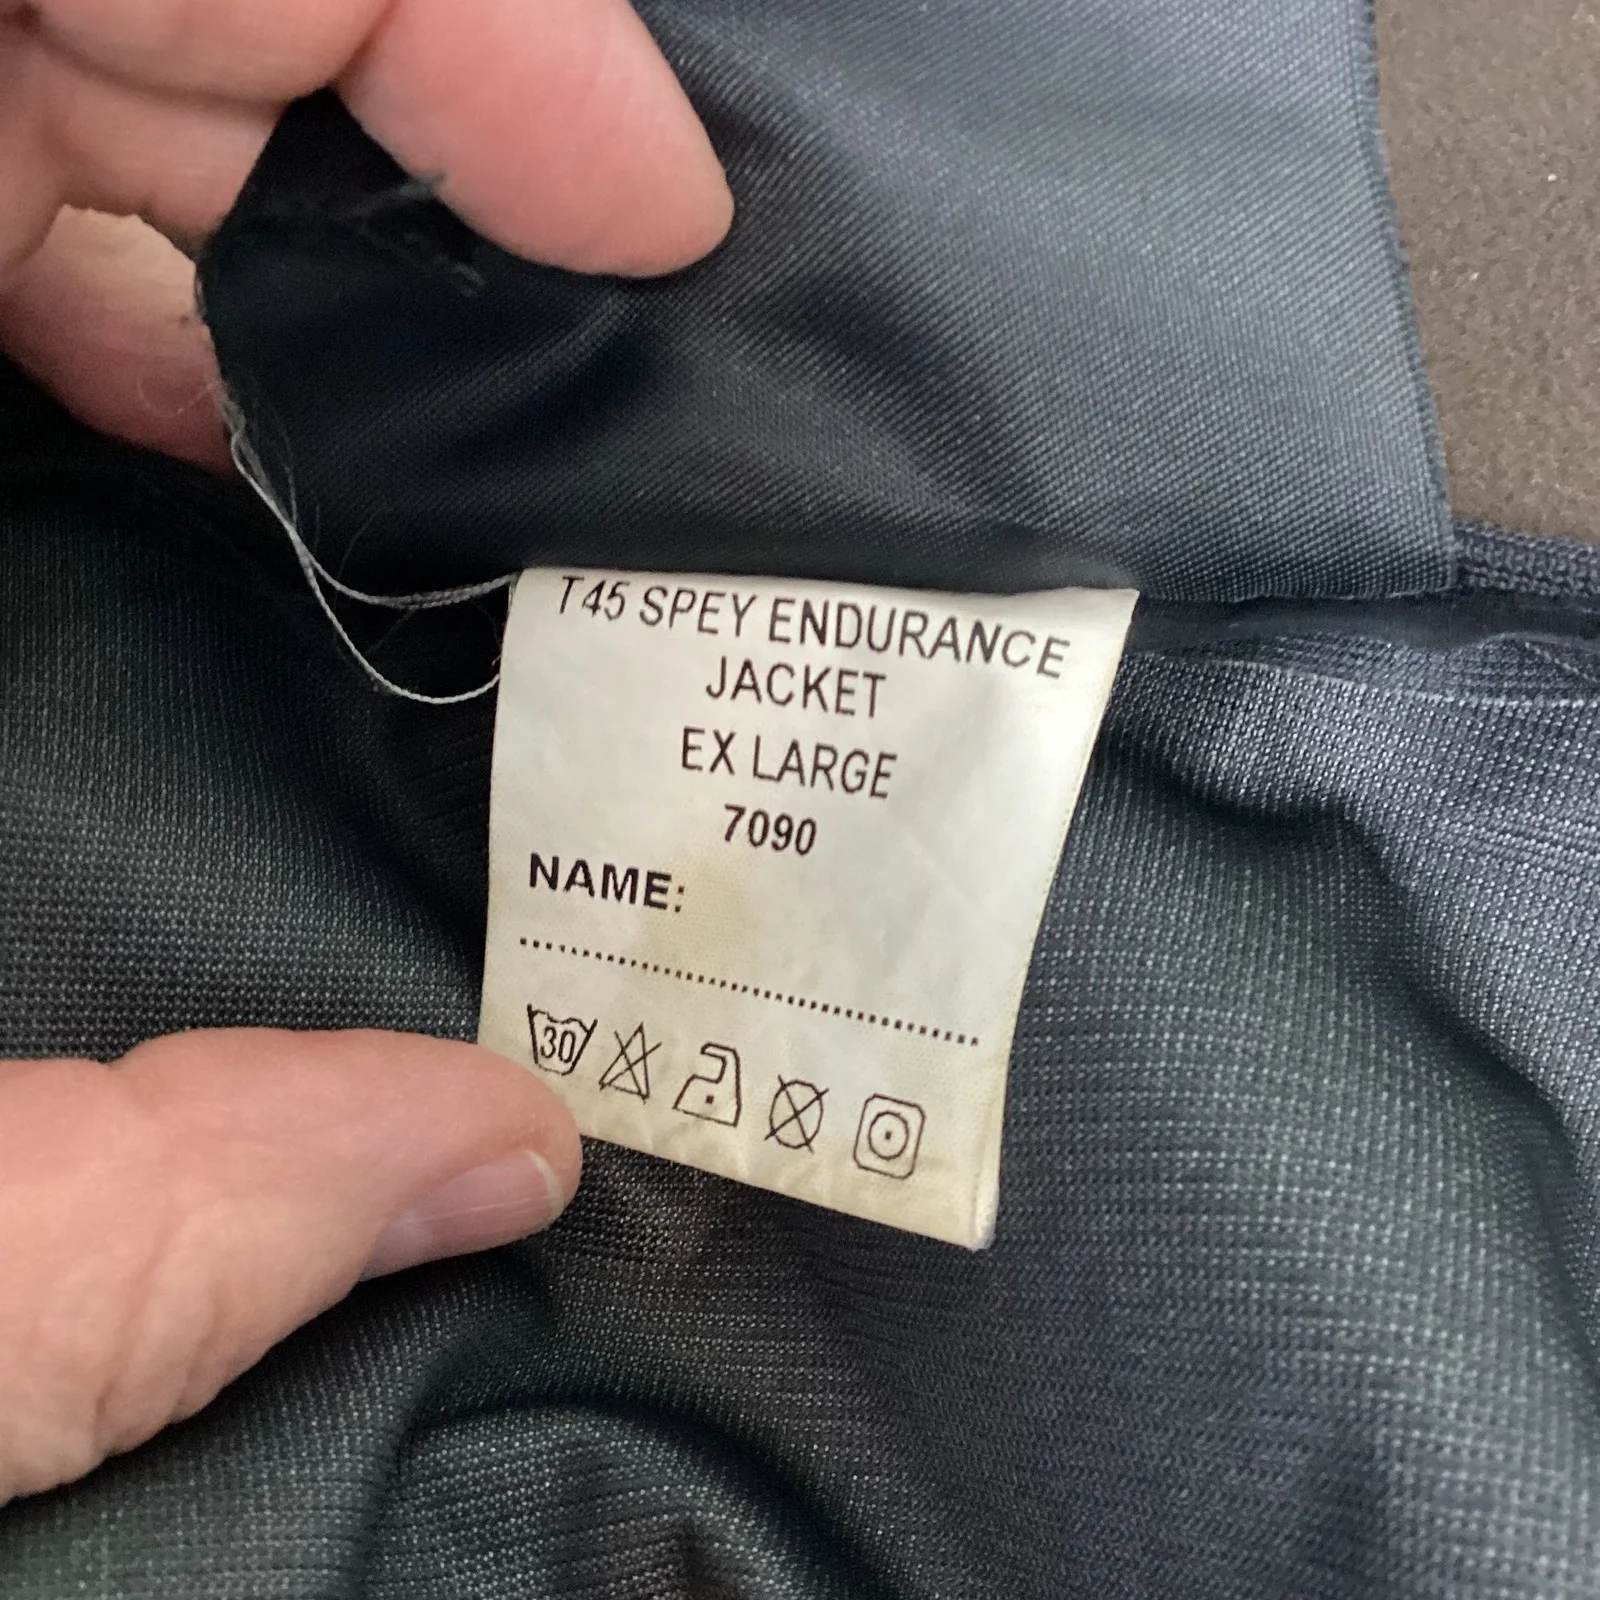 T45 SPEY ENDURANCE
JACKET
EX LARGE
7090
NAME:
30